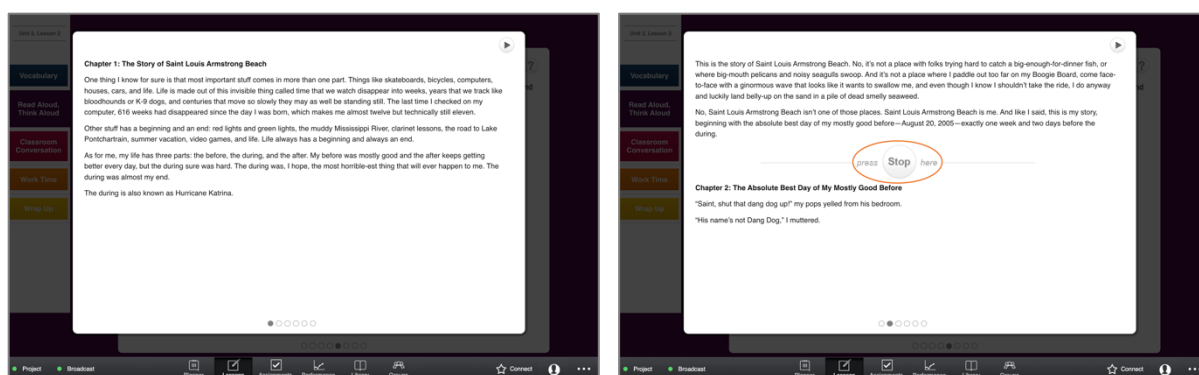 Unit 2, Lesson 2
Vocabulary
Read Aloud,
Think Aloud
Classroom
Conversation
Work Time
Wrap Up
?
Chapter 1: The Story of Saint Louis Armstrong Beach
One thing I know for sure is that most important stuff comes in more than one part. Things like skateboards, bicycles, computers,
houses, cars, and life. Life is made out of this invisible thing called time that we watch disappear into weeks, years that we track like
bloodhounds or K-9 dogs, and centuries that move so slowly they may as well be standing still. The last time I checked on my
computer, 616 weeks had disappeared since the day I was born, which makes me almost twelve but technically still eleven.
Other stuff has a beginning and an end: red lights and green lights, the muddy Mississippi River, clarinet lessons, the road to Lake
Pontchartrain, summer vacation, video games, and life. Life always has a beginning and always an end.
As for me, my life has three parts: the before, the during, and the after. My before was mostly good and the after keeps getting
better every day, but the during sure was hard. The during was, I hope, the most horrible-est thing that will ever happen to me. The
during was almost my end.
The during is also known as Hurricane Katrina.
Project
Broadcast
Planner
Lessons
Assignments
Performance
Library
Groups
Connect
Unit 2, Lesson 2
Vocabulary
Read Aloud,
Think Aloud
Classroom
Conversation
Work Time
Wrap Up
?
This is the story of Saint Louis Armstrong Beach. No, it's not a place with folks trying hard to catch a big-enough-for-dinner fish, or
where big-mouth pelicans and noisy seagulls swoop. And it's not a place where I paddle out too far on my Boogie Board, come face-
to-face with a ginormous wave that looks like it wants to swallow me, and even though I know I shouldn't take the ride, I do anyway
and luckily land belly-up on the sand in a pile of dead smelly seaweed.
No, Saint Louis Armstrong Beach isn't one of those places. Saint Louis Armstrong Beach is me. And like I said, this is my story,
beginning with the absolute best day of my mostly good before—August 20, 2005—exactly one week and two days before the
during.
press Stop here
Chapter 2: The Absolute Best Day of My Mostly Good Before
"Saint, shut that dang dog up!" my pops yelled from his bedroom.
"His name's not Dang Dog," I muttered.
Project
Broadcast
Planner
Lessons
Assignments
Performance
Library
Groups
Connect